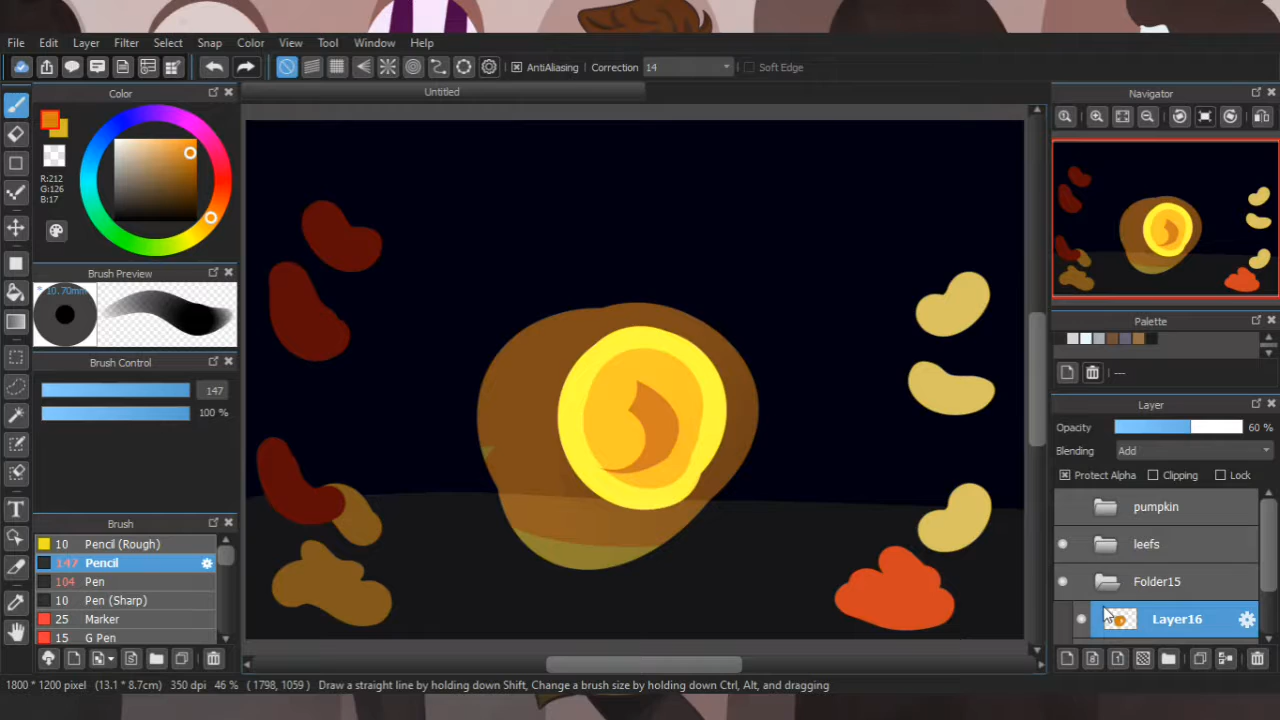 File Edit Layer Filter Select Snap Color View Tool Window Help
AntiAliasing Correction 14 Soft Edge
Color
Untitled
Navigator
R:212
G:126
B:17
Brush Preview
* 10.70mm
Brush Control
147
100 %
Brush
10 Pencil (Rough)
147 Pencil
104 Pen
10 Pen (Sharp)
25 Marker
15 G Pen
Palette
---
Layer
Opacity 60 %
Blending Add
Protect Alpha Clipping Lock
pumpkin
leefs
Folder15
Layer16
1800 * 1200 pixel (13.1 * 8.7cm) 350 dpi 46 % ( 1798, 1059 ) Draw a straight line by holding down Shift, Change a brush size by holding down Ctrl, Alt, and dragging